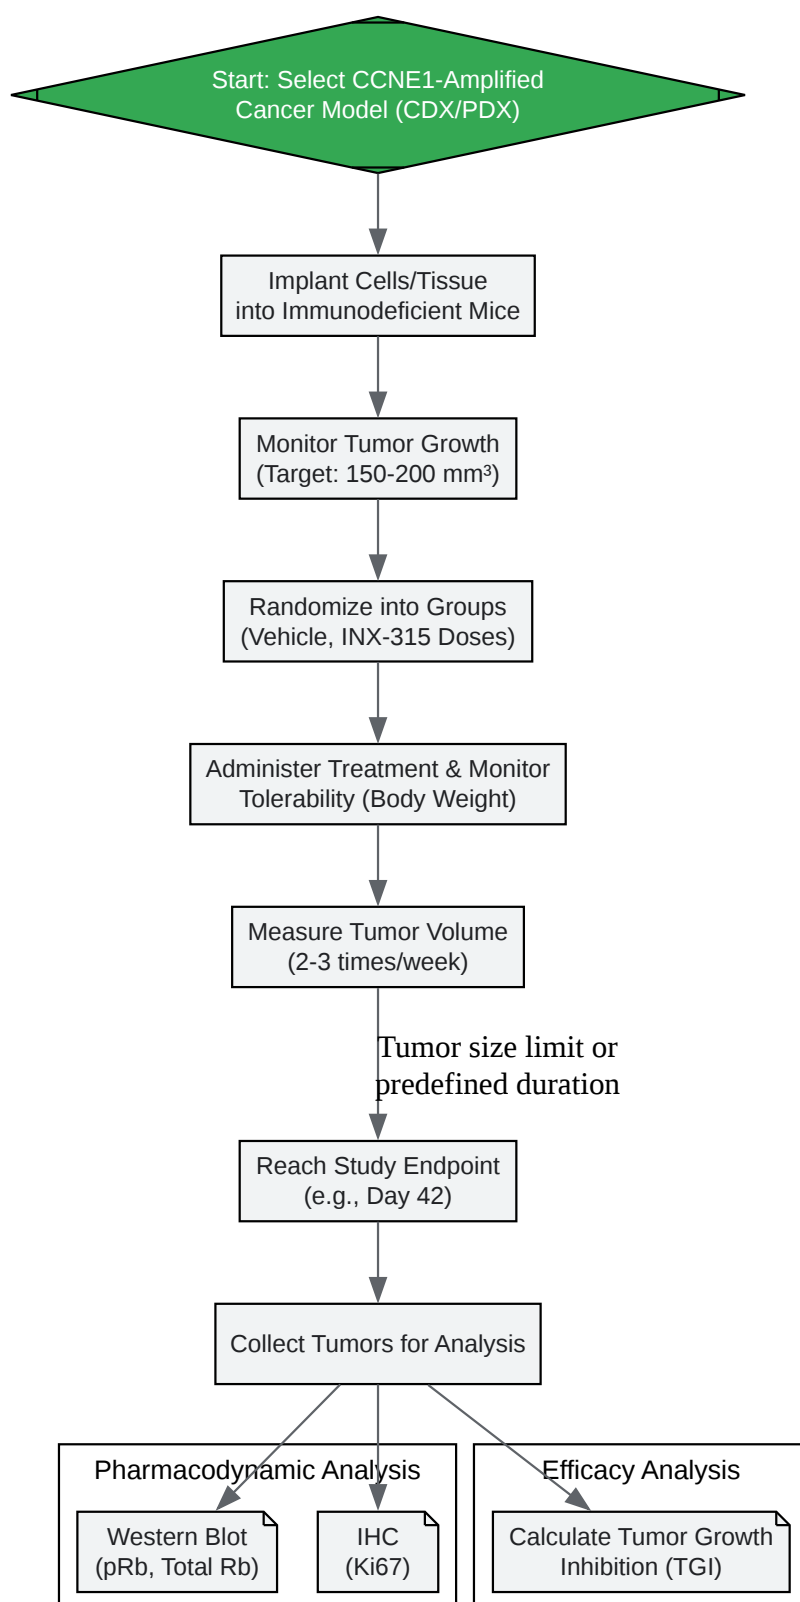 Start: Select CCNE1-Amplified
Cancer Model (CDX/PDX)
Implant Cells/Tissue
into Immunodeficient Mice
Monitor Tumor Growth
(Target: 150-200 mm³)
Randomize into Groups
(Vehicle, INX-315 Doses)
Administer Treatment & Monitor
Tolerability (Body Weight)
Measure Tumor Volume
(2-3 times/week)
Tumor size limit or
predefined duration
Reach Study Endpoint
(e.g., Day 42)
Collect Tumors for Analysis
Pharmacodynamic Analysis
Western Blot
(pRb, Total Rb)
IHC
(Ki67)
Efficacy Analysis
Calculate Tumor Growth
Inhibition (TGI)